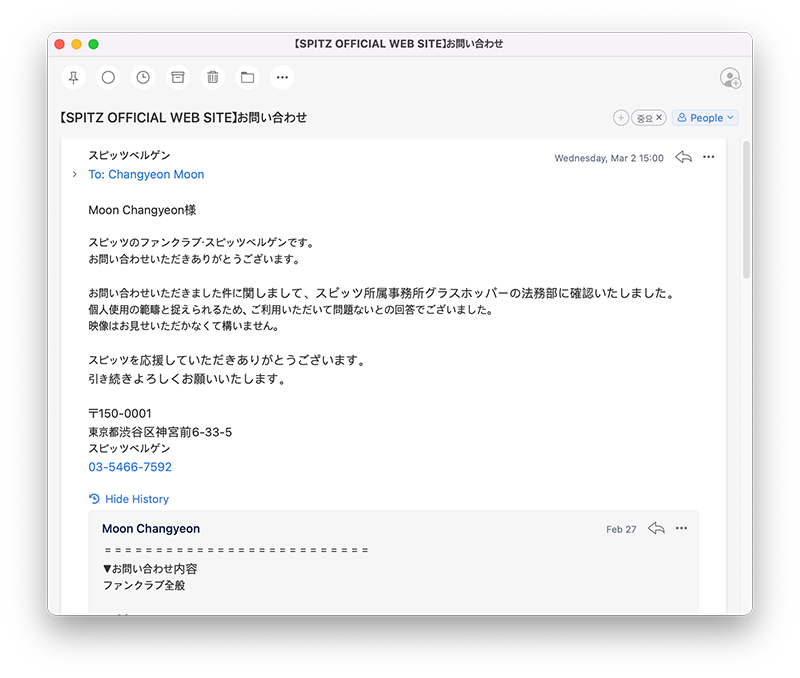 【SPITZ OFFICIAL WEB SITE】お問い合わせ
【SPITZ OFFICIAL WEB SITE】お問い合わせ
중요
People
スピッツベルゲン
Wednesday, Mar 2 15:00
To: Changyeon Moon
Moon Changyeon様
スピッツのファンクラブ·スピッツベルゲンです。
お問い合わせいただきありがとうございます。
お問い合わせいただきました件に関しまして、スピッツ所属事務所グラスホッパーの法務部に確認いたしました。
個人使用の範疇と捉えられるため、ご利用いただいて問題ないとの回答でございました。
映像はお見せいただかなくて構いません。
スピッツを応援していただきありがとうございます。
引き続きよろしくお願いいたします。
〒150-0001
東京都渋谷区神宮前6-33-5
スピッツベルゲン
03-5466-7592
Hide History
Moon Changyeon
Feb 27
==========================
▼お問い合わせ内容
ファンクラブ全般